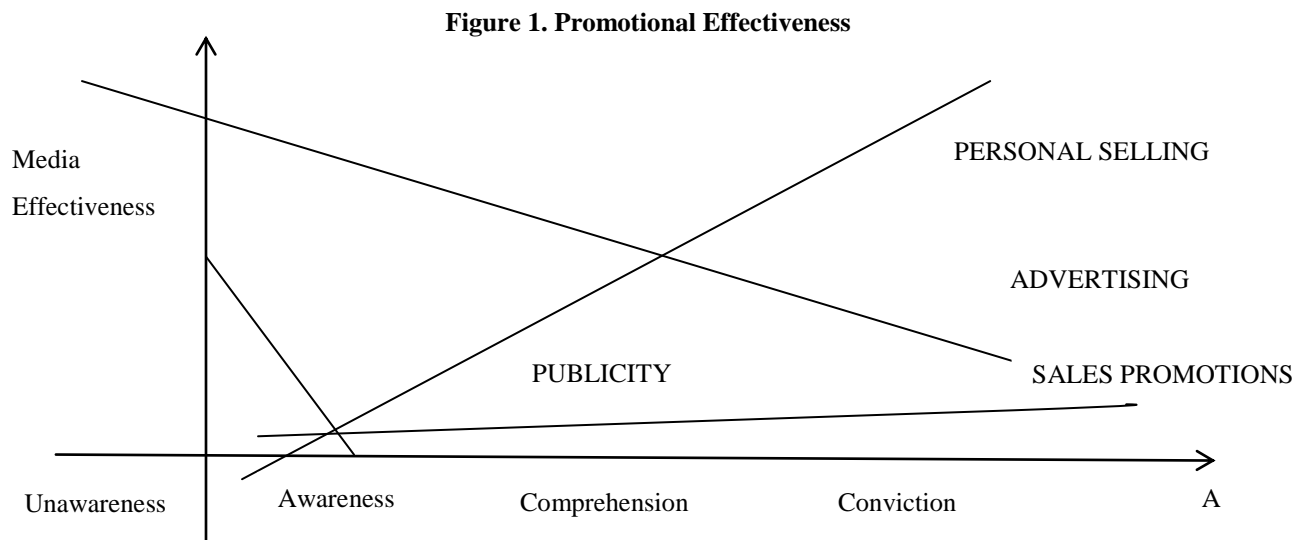 Figure 1. Promotional Effectiveness
Media
Effectiveness
PERSONAL SELLING
ADVERTISING
PUBLICITY
SALES PROMOTIONS
Unawareness
Awareness
Comprehension
Conviction
A